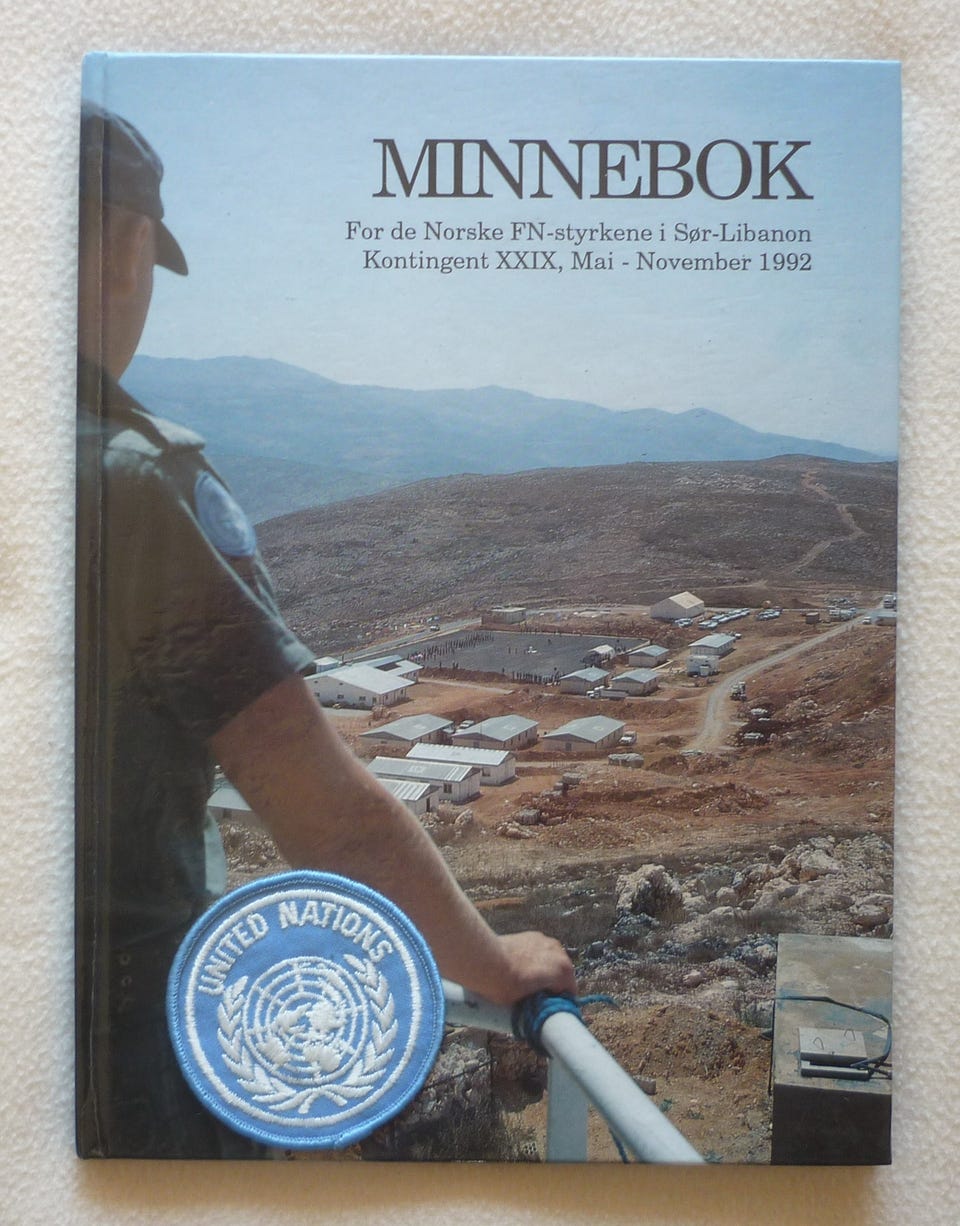 MINNEBOK
For de Norske FN-styrkene i Sør-Libanon
Kontingent XXIX, Mai - November 1992
UNITED NATIONS